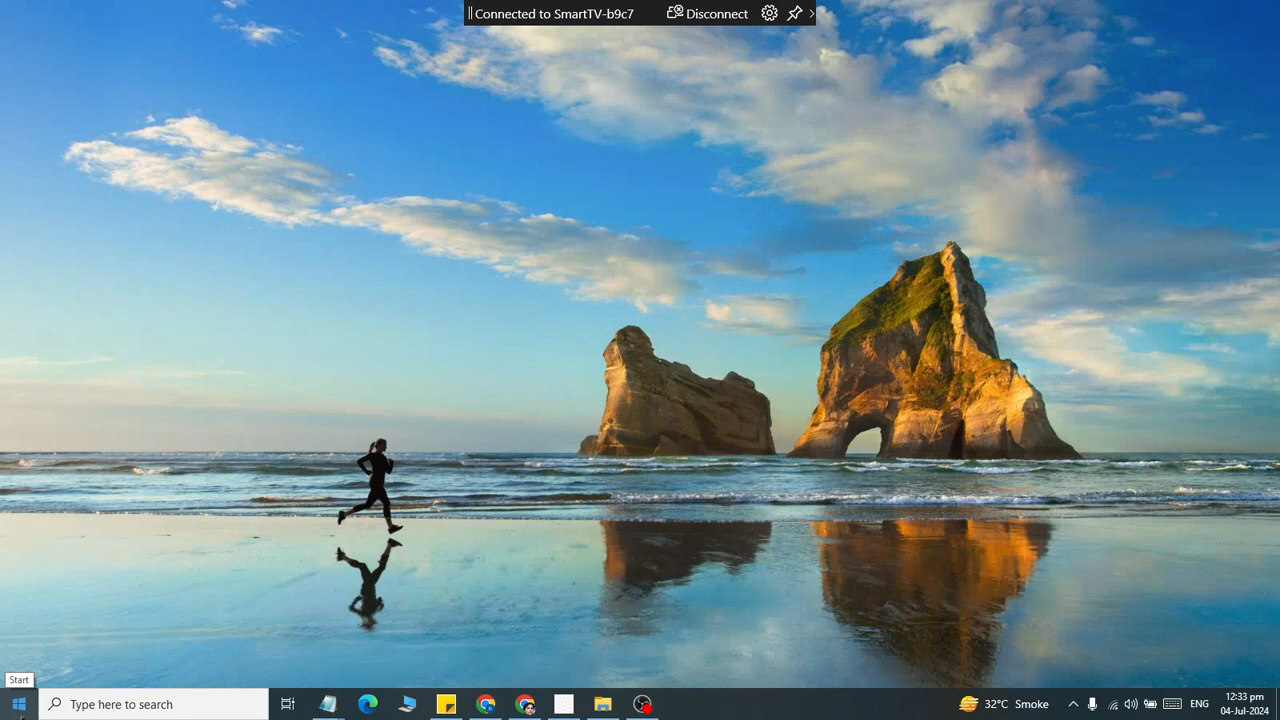 Connected to SmartTV-b9c7 Disconnect
Start
Type here to search
32°C Smoke
ENG
12:33 pm
04-Jul-2024